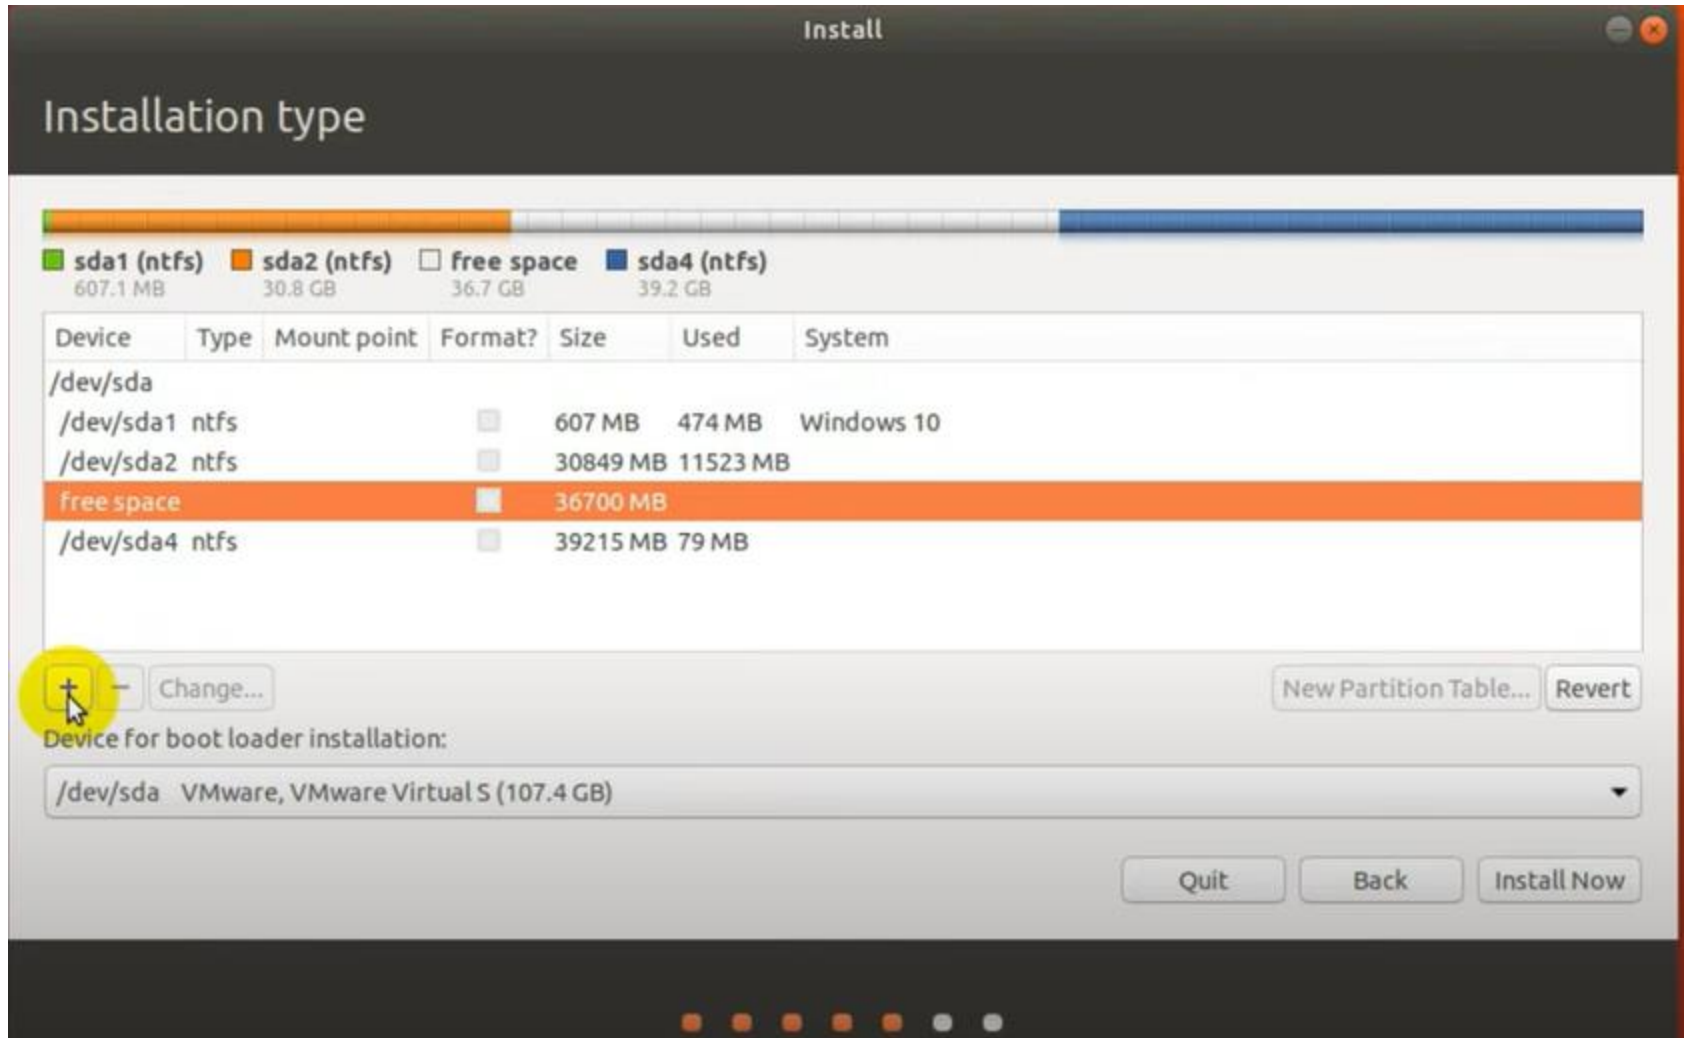 Install
Installation type
sda1 (ntfs) sda2 (ntfs) free space sda4 (ntfs)
607.1 MB 30.8 GB 36.7 GB 39.2 GB
Device Type Mount point Format? Size Used System
/dev/sda
/dev/sda1 ntfs 607 MB 474 MB Windows 10
/dev/sda2 ntfs 30849 MB 11523 MB
free space 36700 MB
/dev/sda4 ntfs 39215 MB 79 MB
+ − Change... New Partition Table... Revert
Device for boot loader installation:
/dev/sda VMware, VMware Virtual S (107.4 GB)
Quit Back Install Now